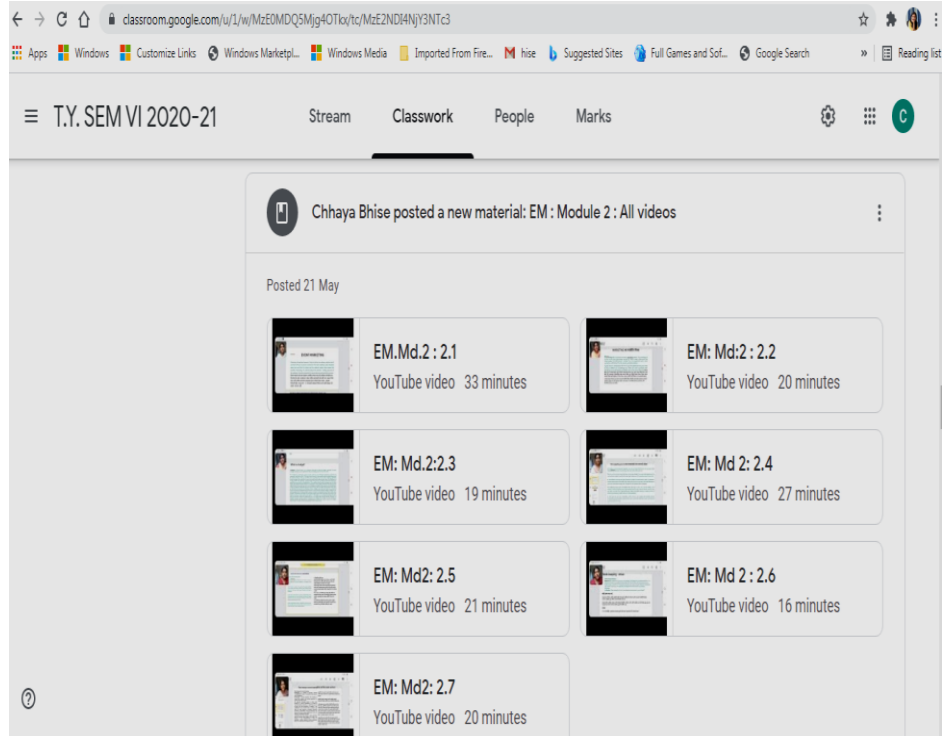 classroom.google.com/u/1/w/MzE0MDQ5Mjg4OTkx/tc/MzE2NDI4NjY3NTc3
Apps Windows Customize Links Windows Marketpl... Windows Media Imported From Fire... hise Suggested Sites Full Games and Sof... Google Search » Reading list
T.Y. SEM VI 2020-21 Stream Classwork People Marks C
Chhaya Bhise posted a new material: EM : Module 2 : All videos
Posted 21 May
EM.Md.2 : 2.1 EM: Md:2 : 2.2
YouTube video 33 minutes YouTube video 20 minutes
EM: Md.2:2.3 EM: Md 2: 2.4
YouTube video 19 minutes YouTube video 27 minutes
EM: Md2: 2.5 EM: Md 2 : 2.6
YouTube video 21 minutes YouTube video 16 minutes
EM: Md2: 2.7
YouTube video 20 minutes